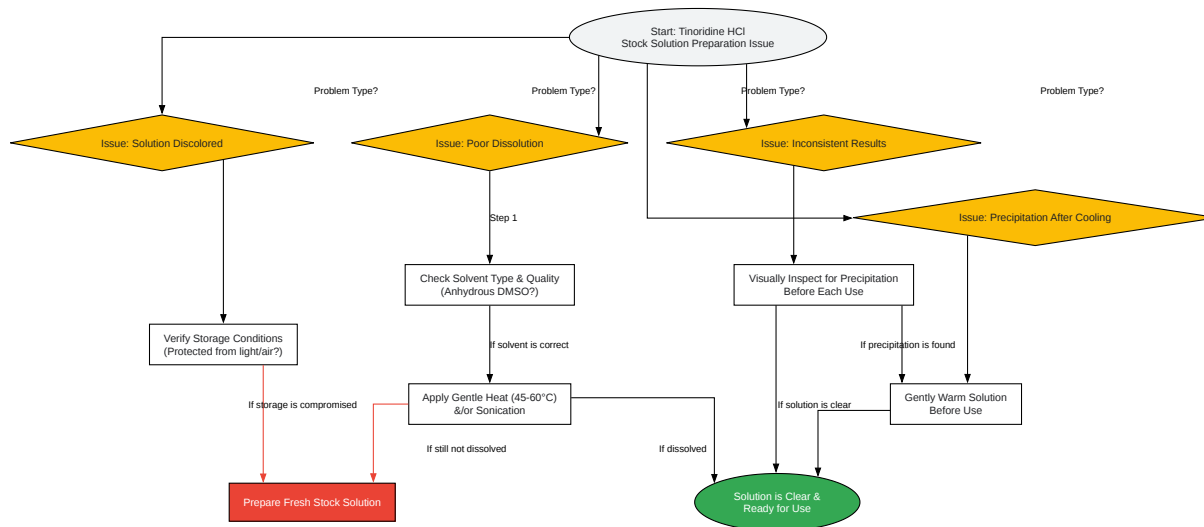 Start: Tinoridine HCl
Stock Solution Preparation Issue
Problem Type?
Problem Type?
Problem Type?
Problem Type?
Issue: Solution Discolored
Issue: Poor Dissolution
Issue: Inconsistent Results
Step 1
Issue: Precipitation After Cooling
Check Solvent Type & Quality
(Anhydrous DMSO?)
Visually Inspect for Precipitation
Before Each Use
Verify Storage Conditions
(Protected from light/air?)
If solvent is correct
If precipitation is found
If storage is compromised
Apply Gentle Heat (45-60°C)
&/or Sonication
If solution is clear
Gently Warm Solution
Before Use
If still not dissolved
If dissolved
Prepare Fresh Stock Solution
Solution is Clear &
Ready for Use